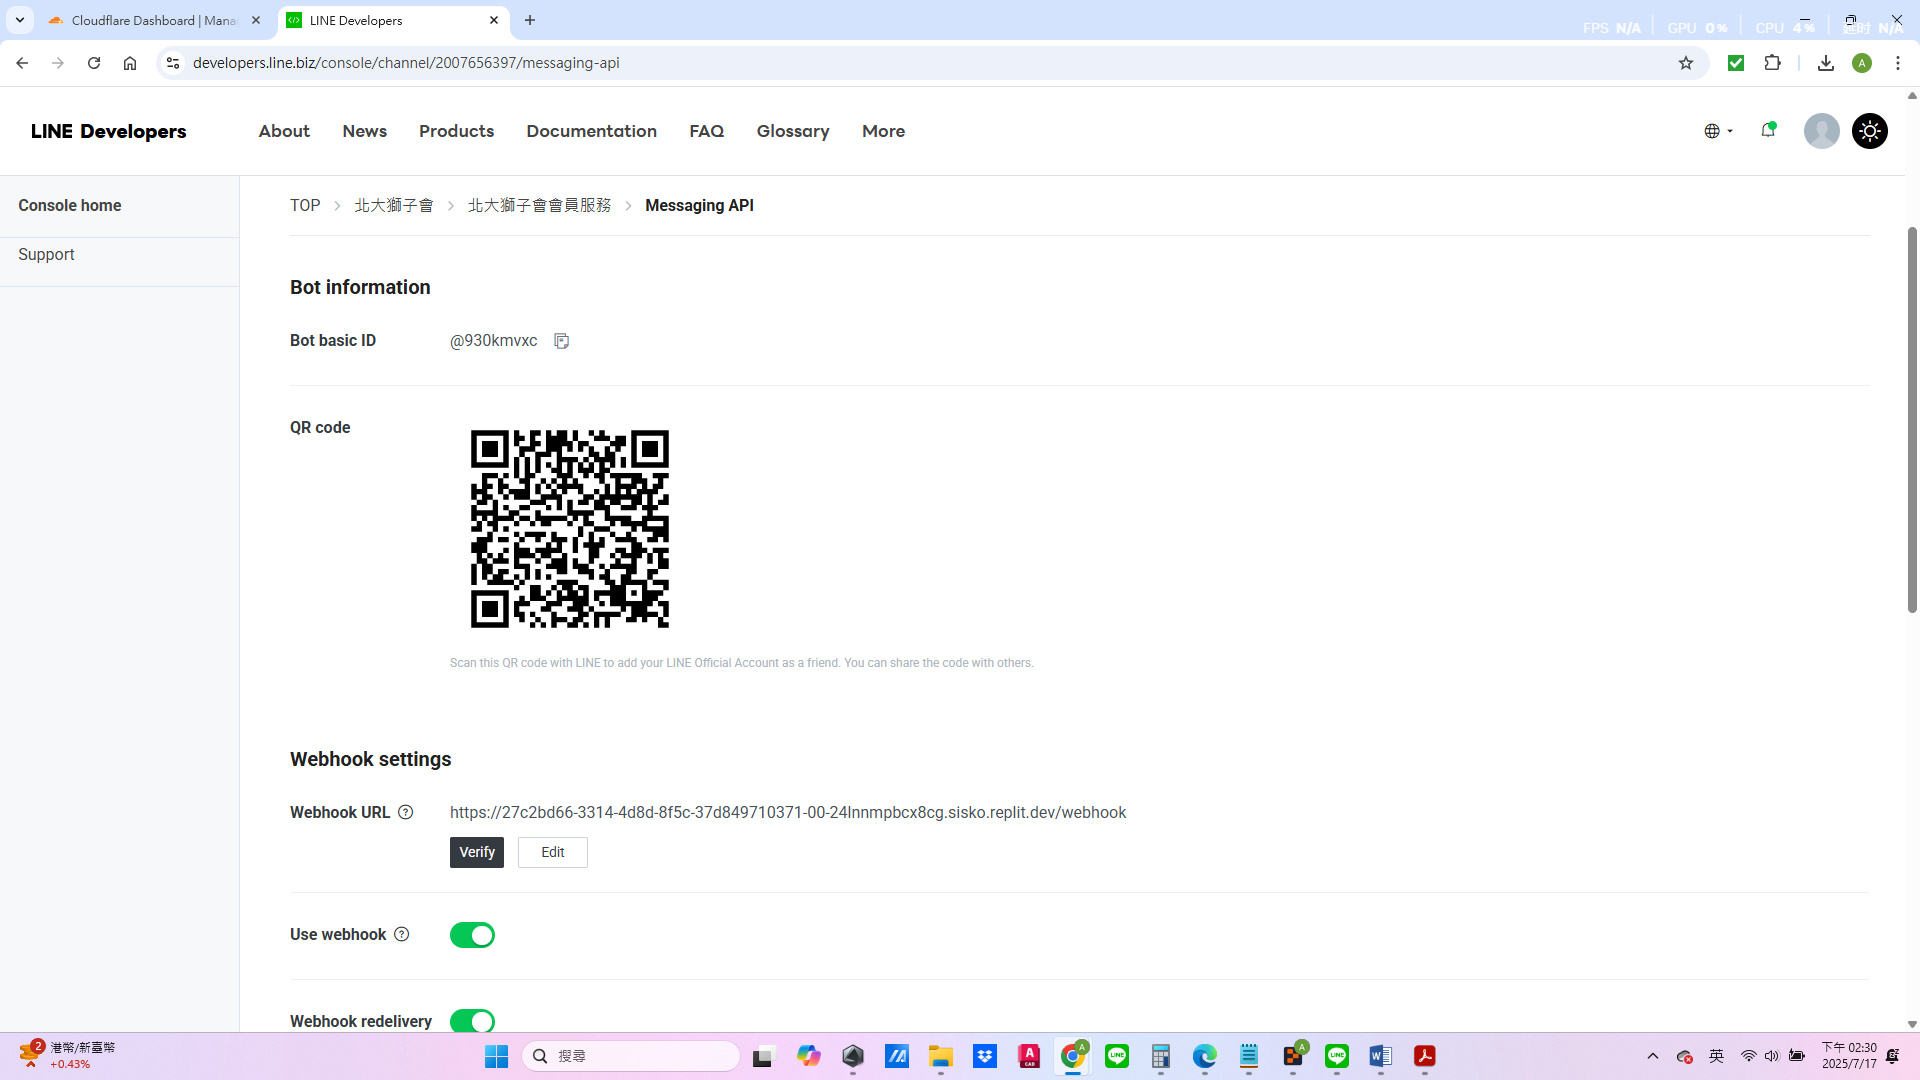 Cloudflare Dashboard | Mana
LINE Developers
FPS N/A
GPU 0%
CPU 4%
延时 N/A
developers.line.biz/console/channel/2007656397/messaging-api
A
LINE Developers
About
News
Products
Documentation
FAQ
Glossary
More
Console home
Support
TOP > 北大獅子會 > 北大獅子會會員服務 > Messaging API
Bot information
Bot basic ID
@930kmvxc
QR code
Scan this QR code with LINE to add your LINE Official Account as a friend. You can share the code with others.
Webhook settings
Webhook URL
https://27c2bd66-3314-4d8d-8f5c-37d849710371-00-24lnnmpbcx8cg.sisko.replit.dev/webhook
Verify
Edit
Use webhook
Webhook redelivery
2
港幣/新臺幣
+0.43%
搜尋
A
CAD
A
LINE
A
LINE
英
下午 02:30
2025/7/17